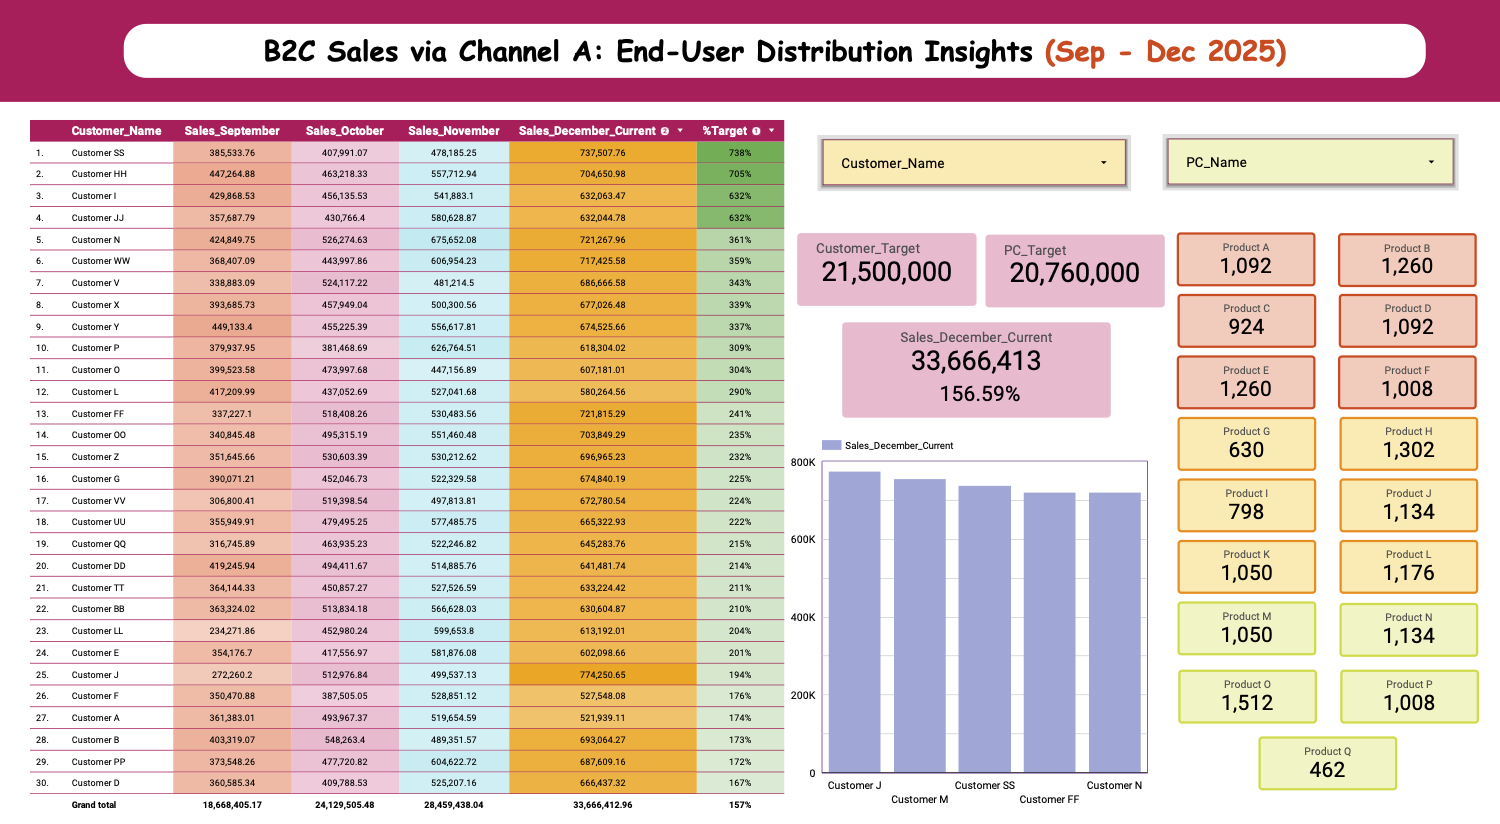 B2C Sales via Channel A: End-User Distribution Insights (Sep - Dec 2025)
Customer_Name Sales_September Sales_October Sales_November Sales_December_Current 2 %Target 1
1. Customer SS 385,533.76 407,991.07 478,185.25 737,507.76 738%
2. Customer HH 447,264.88 463,218.33 557,712.94 704,650.98 705%
3. Customer I 429,868.53 456,135.53 541,883.1 632,063.47 632%
4. Customer JJ 357,687.79 430,766.4 580,628.87 632,044.78 632%
5. Customer N 424,849.75 526,274.63 675,652.08 721,267.96 361%
6. Customer WW 368,407.09 443,997.86 606,954.23 717,425.58 359%
7. Customer V 338,883.09 524,117.22 481,214.5 686,666.58 343%
8. Customer X 393,685.73 457,949.04 500,300.56 677,026.48 339%
9. Customer Y 449,133.4 455,225.39 556,617.81 674,525.66 337%
10. Customer P 379,937.95 381,468.69 626,764.51 618,304.02 309%
11. Customer O 399,523.58 473,997.68 447,156.89 607,181.01 304%
12. Customer L 417,209.99 437,052.69 527,041.68 580,264.56 290%
13. Customer FF 337,227.1 518,408.26 530,483.56 721,815.29 241%
14. Customer OO 340,845.48 495,315.19 551,460.48 703,849.29 235%
15. Customer Z 351,645.66 530,603.39 530,212.62 696,965.23 232%
16. Customer G 390,071.21 452,046.73 522,329.58 674,840.19 225%
17. Customer VV 306,800.41 519,398.54 497,813.81 672,780.54 224%
18. Customer UU 355,949.91 479,495.25 577,485.75 665,322.93 222%
19. Customer QQ 316,745.89 463,935.23 522,246.82 645,283.76 215%
20. Customer DD 419,245.94 494,411.67 514,885.76 641,481.74 214%
21. Customer TT 364,144.33 450,857.27 527,526.59 633,224.42 211%
22. Customer BB 363,324.02 513,834.18 566,628.03 630,604.87 210%
23. Customer LL 234,271.86 452,980.24 599,653.8 613,192.01 204%
24. Customer E 354,176.7 417,556.97 581,876.08 602,098.66 201%
25. Customer J 272,260.2 512,976.84 499,537.13 774,250.65 194%
26. Customer F 350,470.88 387,505.05 528,851.12 527,548.08 176%
27. Customer A 361,383.01 493,967.37 519,654.59 521,939.11 174%
28. Customer B 403,319.07 548,263.4 489,351.57 693,064.27 173%
29. Customer PP 373,548.26 477,720.82 604,622.72 687,609.16 172%
30. Customer D 360,585.34 409,788.53 525,207.16 666,437.32 167%
Grand total 18,668,405.17 24,129,505.48 28,459,438.04 33,666,412.96 157%
Customer_Name
PC_Name
Customer_Target
21,500,000
PC_Target
20,760,000
Sales_December_Current
33,666,413
156.59%
Sales_December_Current
800K
600K
400K
200K
0
Customer J
Customer M
Customer SS
Customer FF
Customer N
Product A
1,092
Product B
1,260
Product C
924
Product D
1,092
Product E
1,260
Product F
1,008
Product G
630
Product H
1,302
Product I
798
Product J
1,134
Product K
1,050
Product L
1,176
Product M
1,050
Product N
1,134
Product O
1,512
Product P
1,008
Product Q
462